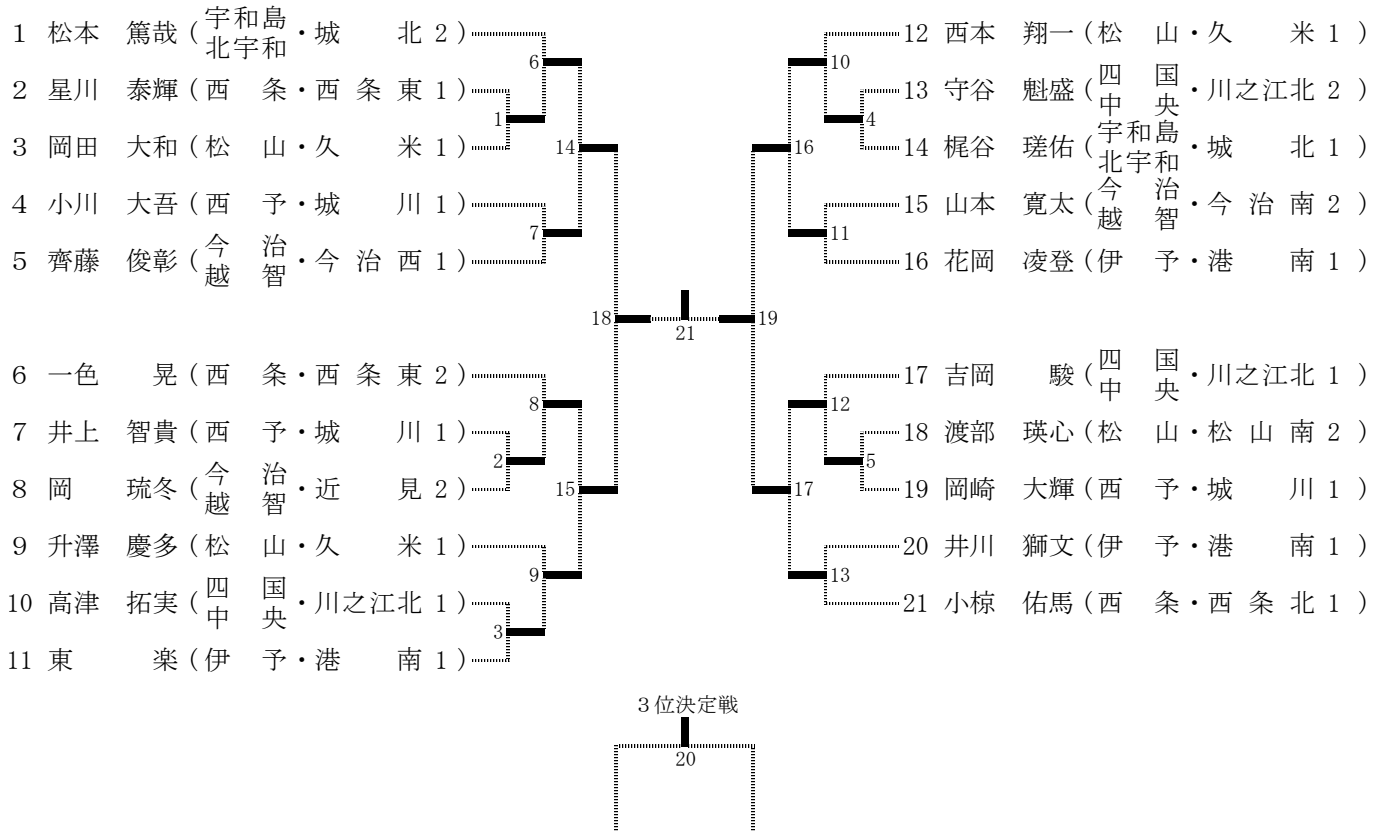 1 松本 篤哉 ( 宇和島北宇和 ・ 城 北 2 )
2 星川 泰輝 ( 西 条 ・ 西 条 東 1 )
3 岡田 大和 ( 松 山 ・ 久 米 1 )
4 小川 大吾 ( 西 予 ・ 城 川 1 )
5 齊藤 俊彰 ( 今治越智 ・ 今 治 西 1 )
6 一色 晃 ( 西 条 ・ 西 条 東 2 )
7 井上 智貴 ( 西 予 ・ 城 川 1 )
8 岡 琉冬 ( 今治越智 ・ 近 見 2 )
9 升澤 慶多 ( 松 山 ・ 久 米 1 )
10 高津 拓実 ( 四国中央 ・ 川之江北 1 )
11 東 楽 ( 伊 予 ・ 港 南 1 )
6
1
14
7
18
8
2
15
9
3
21
12 西本 翔一 ( 松 山 ・ 久 米 1 )
13 守谷 魁盛 ( 四国中央 ・ 川之江北 2 )
14 梶谷 瑳佑 ( 宇和島北宇和 ・ 城 北 1 )
15 山本 寛太 ( 今治越智 ・ 今 治 南 2 )
16 花岡 凌登 ( 伊 予 ・ 港 南 1 )
17 吉岡 駿 ( 四国中央 ・ 川之江北 1 )
18 渡部 瑛心 ( 松 山 ・ 松 山 南 2 )
19 岡崎 大輝 ( 西 予 ・ 城 川 1 )
20 井川 獅文 ( 伊 予 ・ 港 南 1 )
21 小椋 佑馬 ( 西 条 ・ 西 条 北 1 )
10
4
16
11
19
12
5
17
13
３位決定戦
20